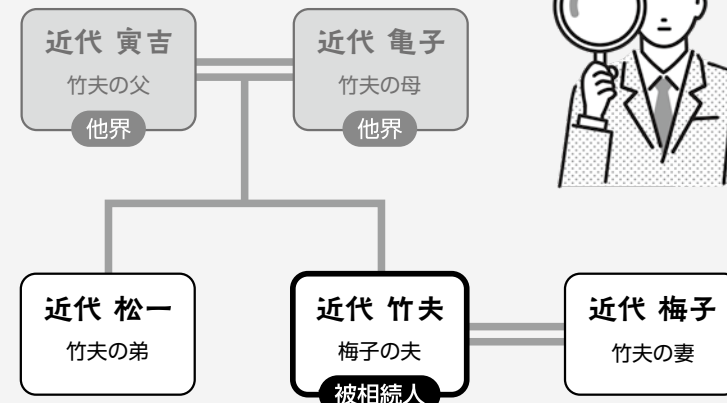 近代 寅吉
竹夫の父
他界
近代 亀子
竹夫の母
他界
近代 松一
竹夫の弟
近代 竹夫
梅子の夫
被相続人
近代 梅子
竹夫の妻